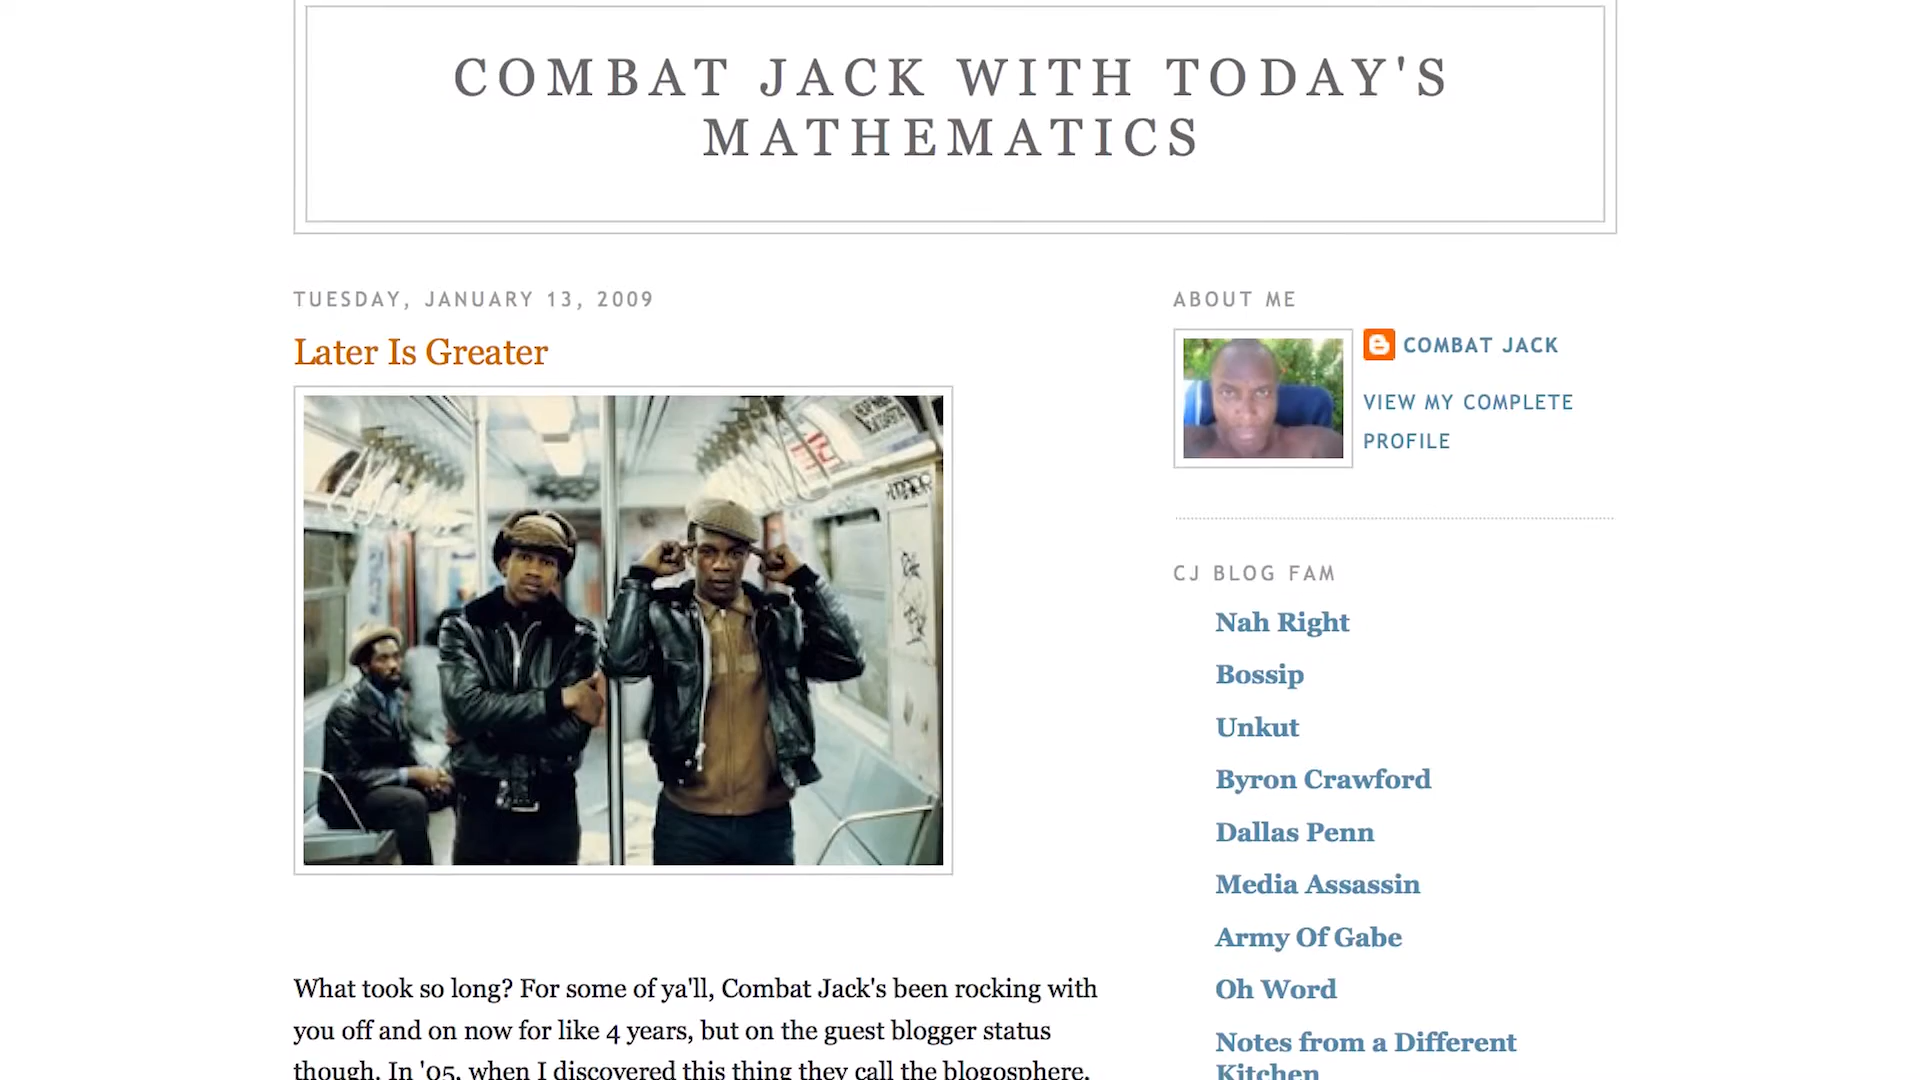 COMBAT JACK WITH TODAY'S
MATHEMATICS
TUESDAY, JANUARY 13, 2009
Later Is Greater
What took so long? For some of ya'll, Combat Jack's been rocking with
you off and on now for like 4 years, but on the guest blogger status
though. In '05, when I discovered this thing they call the blogosphere,
ABOUT ME
COMBAT JACK
VIEW MY COMPLETE
PROFILE
CJ BLOG FAM
Nah Right
Bossip
Unkut
Byron Crawford
Dallas Penn
Media Assassin
Army Of Gabe
Oh Word
Notes from a Different
Kitchen